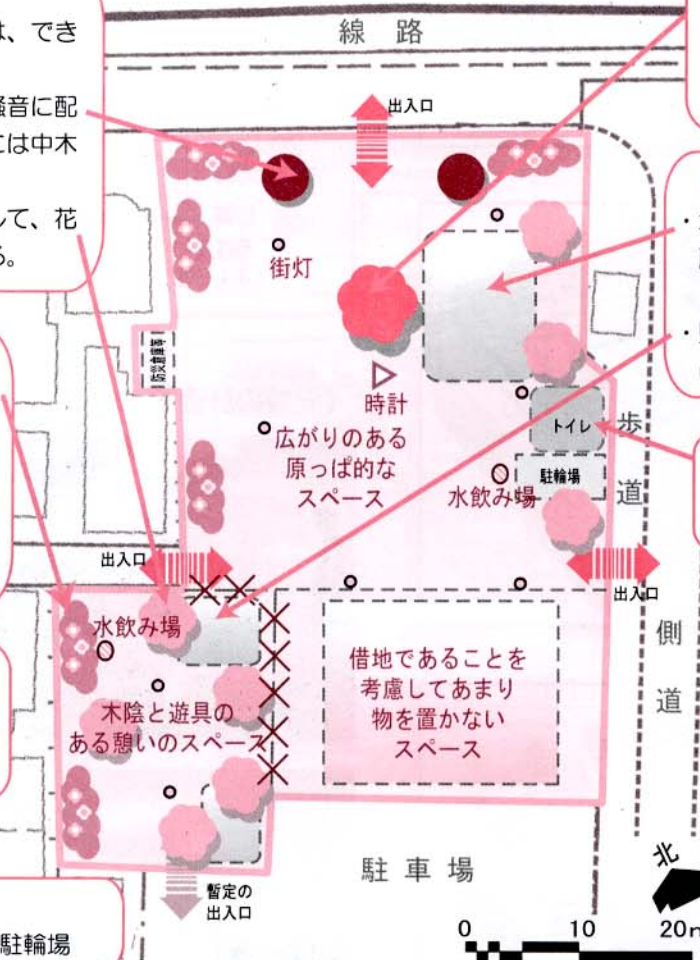 線路
は、でき
騒音に配
には中木
して、花
る。
出入口
街灯
防災倉庫等
時計
広がりのある
原っぱ的な
スペース
トイレ
駐輪場
水飲み場
歩道
出入口
出入口
水飲み場
木陰と遊具の
ある憩いのスペース
借地であることを
考慮してあまり
物を置かない
スペース
側道
暫定の
出入口
駐車場
北
駐輪場
0 10 20m